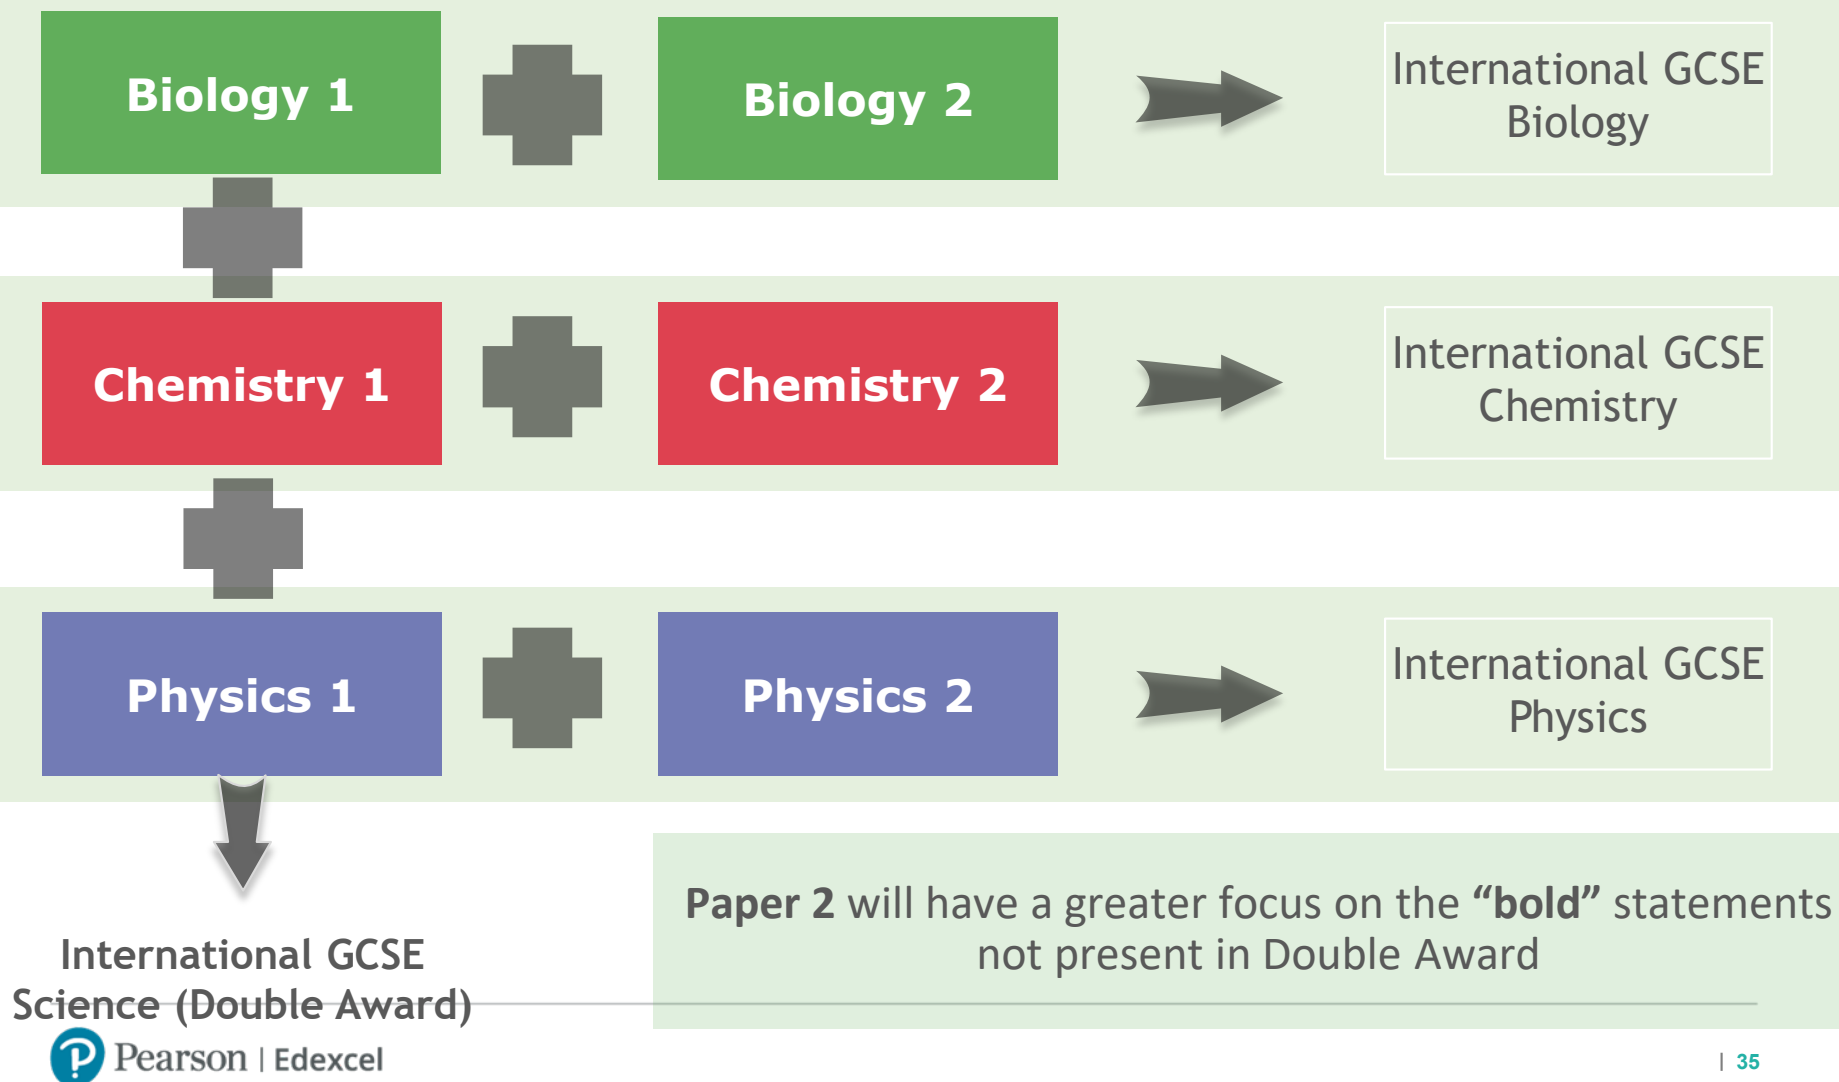 Biology 1
Biology 2
International GCSE
Biology
Chemistry 1
Chemistry 2
International GCSE
Chemistry
Physics 1
Physics 2
International GCSE
Physics
International GCSE
Science (Double Award)
Paper 2 will have a greater focus on the “bold” statements
not present in Double Award
Pearson | Edexcel
| 35